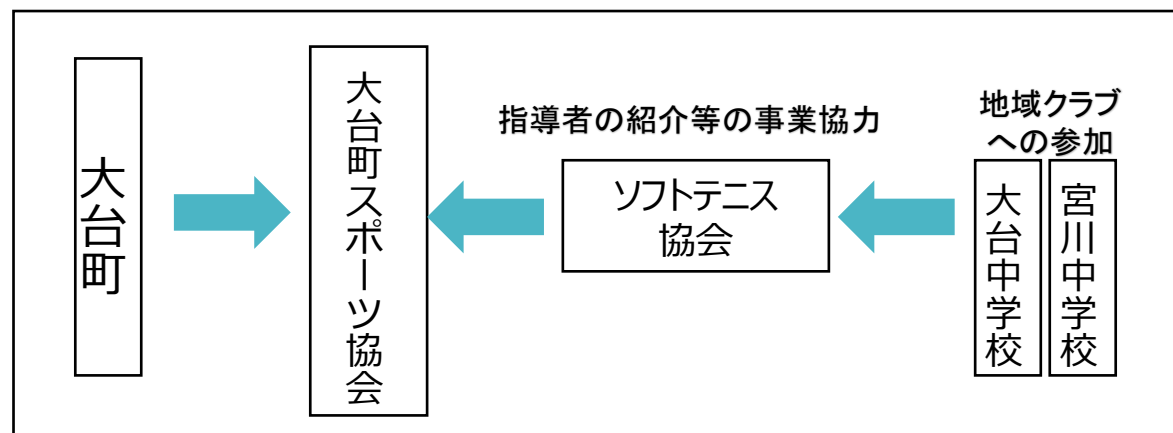 大台町
大台町スポーツ協会
指導者の紹介等の事業協力
ソフトテニス
協会
地域クラブ
への参加
大台中学校
宮川中学校